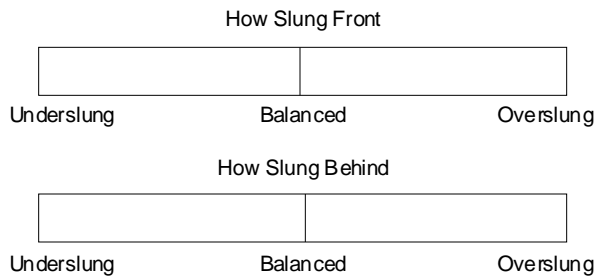 How Slung Front
Underslung Balanced Overslung
How Slung Behind
Underslung Balanced Overslung